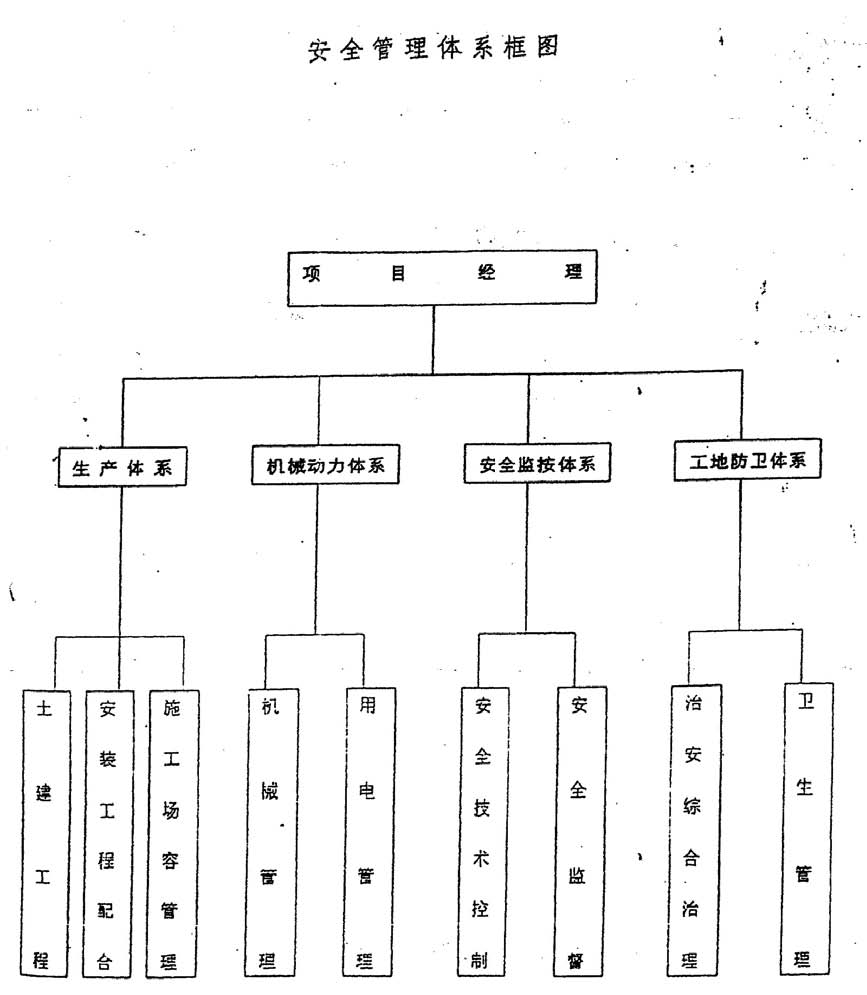 安全管理体系框图
项目经理
生产体系
机械动力体系
安全监按体系
工地防卫体系
土建工程
安装工程配合
施工场容管理
机械管理
用电管理
安全技术控制
安全监督
治安综合治理
卫生管理